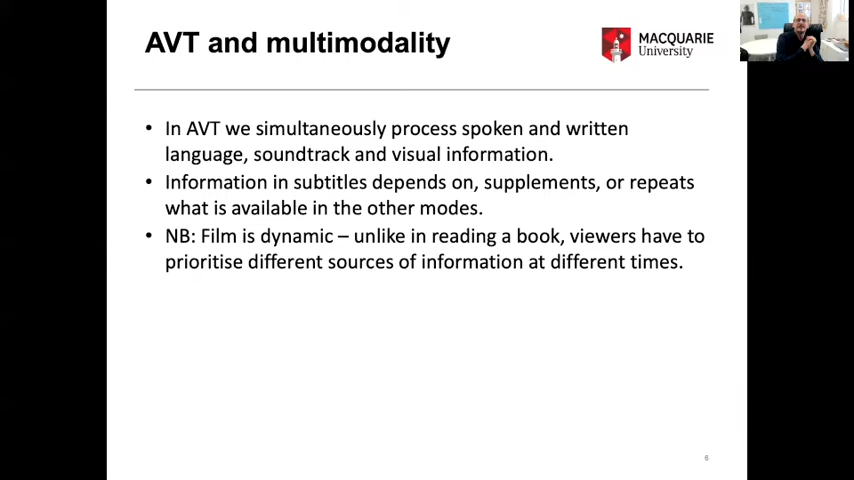 AVT and multimodality
MACQUARIE
University
• In AVT we simultaneously process spoken and written
language, soundtrack and visual information.
• Information in subtitles depends on, supplements, or repeats
what is available in the other modes.
• NB: Film is dynamic – unlike in reading a book, viewers have to
prioritise different sources of information at different times.
6